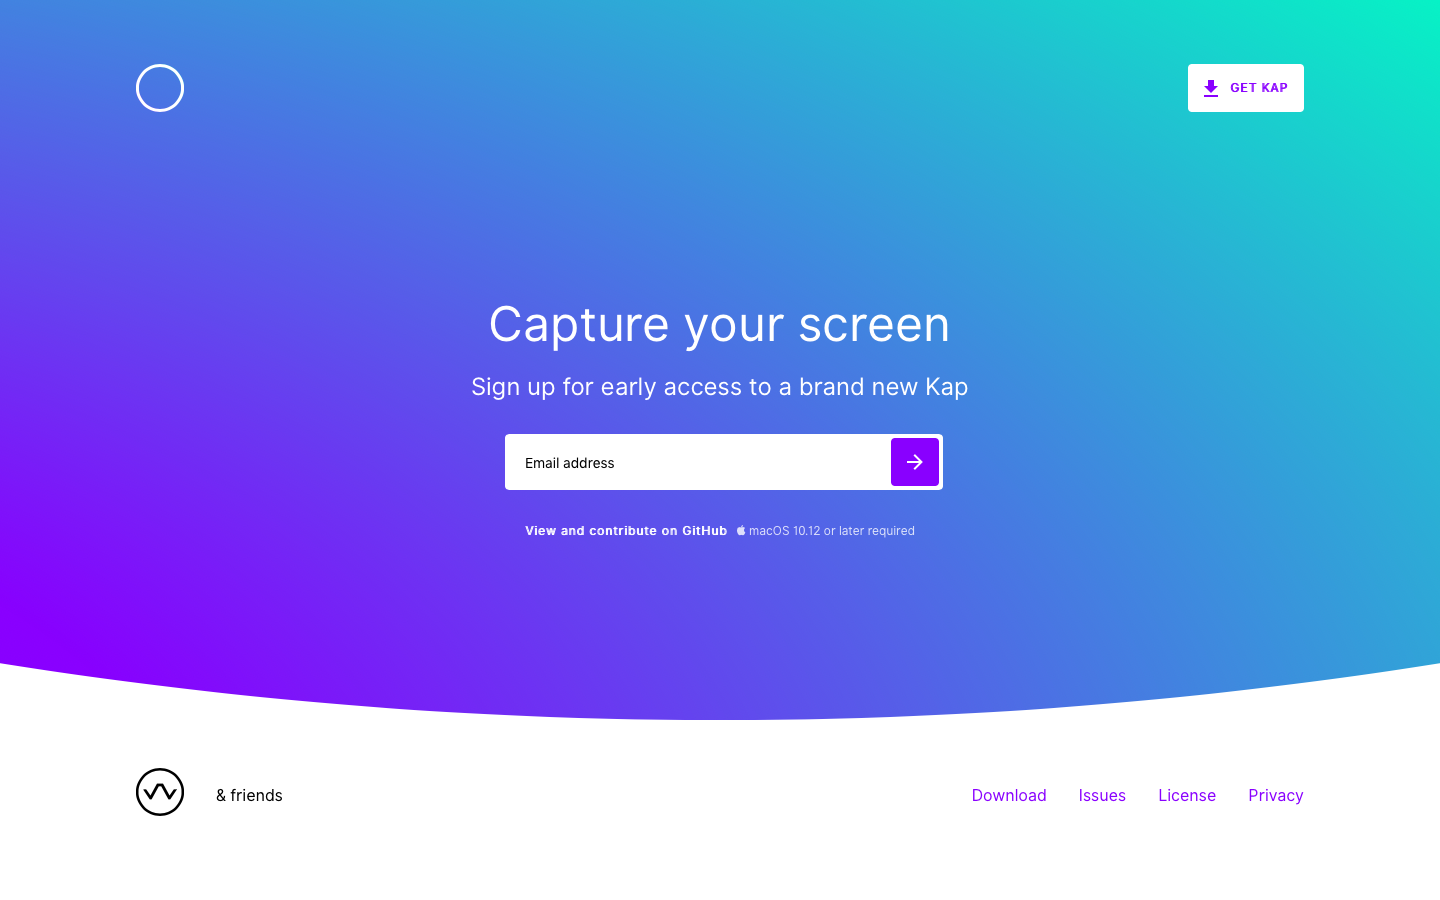 GET KAP
Capture your screen
Sign up for early access to a brand new Kap
Email address
View and contribute on GitHub macOS 10.12 or later required
& friends
Download Issues License Privacy